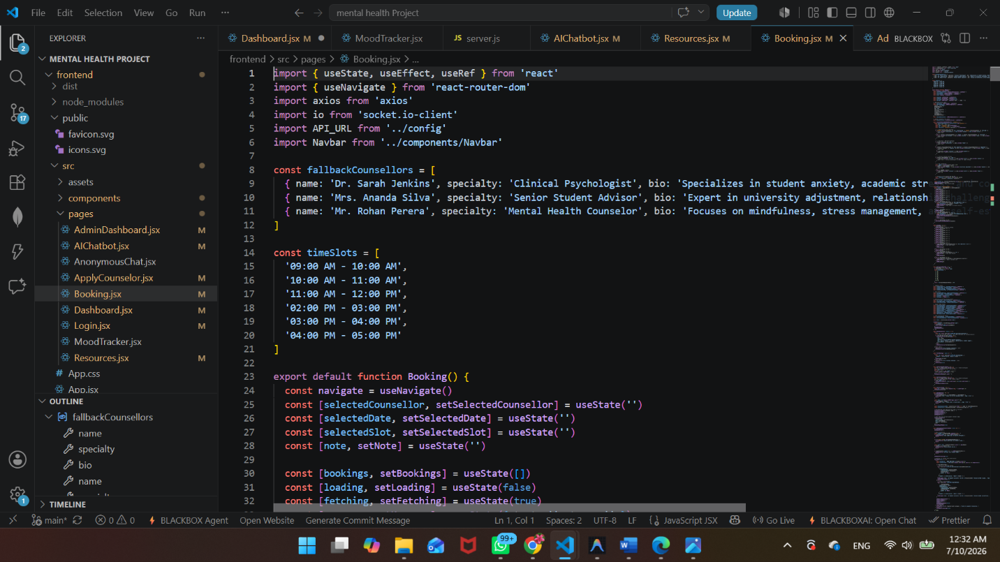 File Edit Selection View Go Run ···
mental health Project
Update
EXPLORER
MENTAL HEALTH PROJECT
frontend
dist
node_modules
public
favicon.svg
icons.svg
src
assets
components
pages
AdminDashboard.jsx M
AIChatbot.jsx M
AnonymousChat.jsx
ApplyCounselor.jsx M
Booking.jsx M
Dashboard.jsx M
Login.jsx M
MoodTracker.jsx
Resources.jsx M
App.css
App.jsx
OUTLINE
fallbackCounsellors
name
specialty
bio
name
TIMELINE
2
17
1
Dashboard.jsx M
MoodTracker.jsx
JS server.js
AIChatbot.jsx M
Resources.jsx M
Booking.jsx M
Ad BLACKBOX
frontend > src > pages > Booking.jsx > ...
1 import { useState, useEffect, useRef } from 'react'
2 import { useNavigate } from 'react-router-dom'
3 import axios from 'axios'
4 import io from 'socket.io-client'
5 import API_URL from '../config'
6 import Navbar from '../components/Navbar'
7
8 const fallbackCounsellors = [
9 { name: 'Dr. Sarah Jenkins', specialty: 'Clinical Psychologist', bio: 'Specializes in student anxiety, academic str
10 { name: 'Mrs. Ananda Silva', specialty: 'Senior Student Advisor', bio: 'Expert in university adjustment, relationsh
11 { name: 'Mr. Rohan Perera', specialty: 'Mental Health Counselor', bio: 'Focuses on mindfulness, stress management,
12 ]
13
14 const timeSlots = [
15 '09:00 AM - 10:00 AM',
16 '10:00 AM - 11:00 AM',
17 '11:00 AM - 12:00 PM',
18 '02:00 PM - 03:00 PM',
19 '03:00 PM - 04:00 PM',
20 '04:00 PM - 05:00 PM'
21 ]
22
23 export default function Booking() {
24 const navigate = useNavigate()
25 const [selectedCounsellor, setSelectedCounsellor] = useState('')
26 const [selectedDate, setSelectedDate] = useState('')
27 const [selectedSlot, setSelectedSlot] = useState('')
28 const [note, setNote] = useState('')
29
30 const [bookings, setBookings] = useState([])
31 const [loading, setLoading] = useState(false)
32 const [fetching, setFetching] = useState(true)
main* 0 0 BLACKBOX Agent Open Website Generate Commit Message Ln 1, Col 1 Spaces: 2 UTF-8 LF {} JavaScript JSX Go Live BLACKBOXAI: Open Chat Prettier
99+
ENG
12:32 AM
7/10/2026